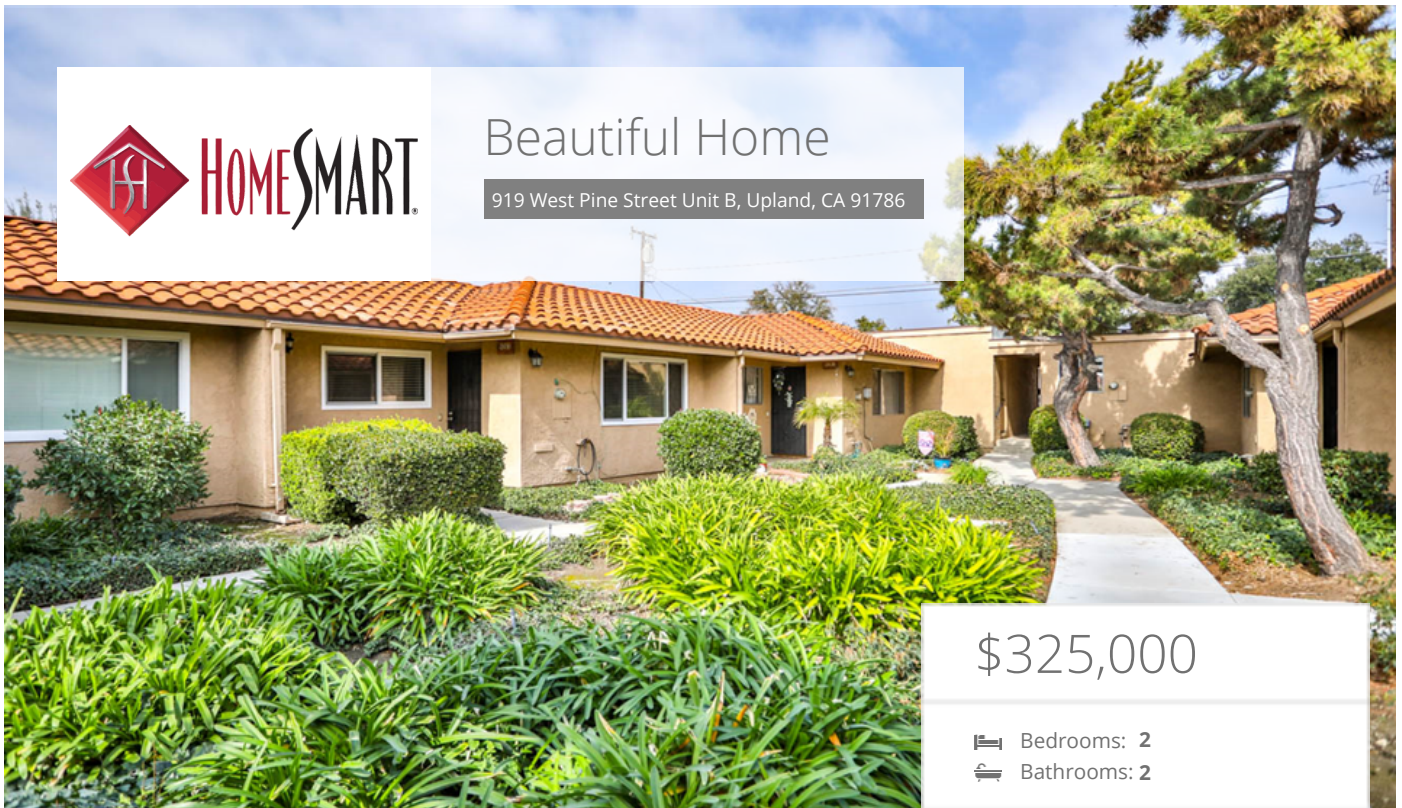 HOMESMART®
Beautiful Home
919 West Pine Street Unit B, Upland, CA 91786
$325,000
Bedrooms: 2
Bathrooms: 2